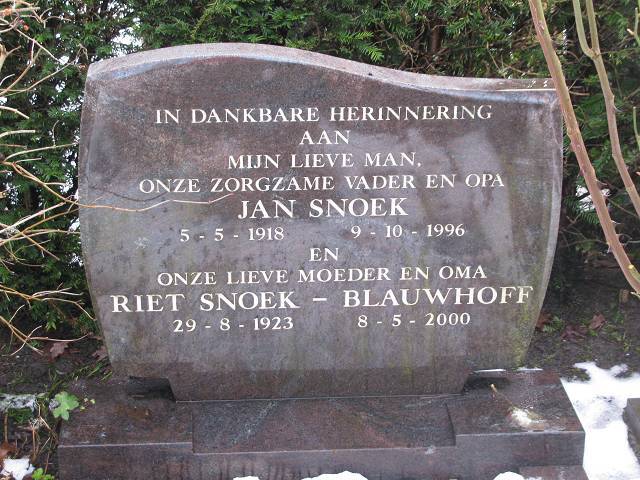 IN DANKBARE HERINNERING
AAN
MIJN LIEVE MAN,
ONZE ZORGZAME VADER EN OPA
JAN SNOEK
5 - 5 - 1918 9 - 10 - 1996
EN
ONZE LIEVE MOEDER EN OMA
RIET SNOEK - BLAUWHOFF
29 - 8 - 1923 8 - 5 - 2000